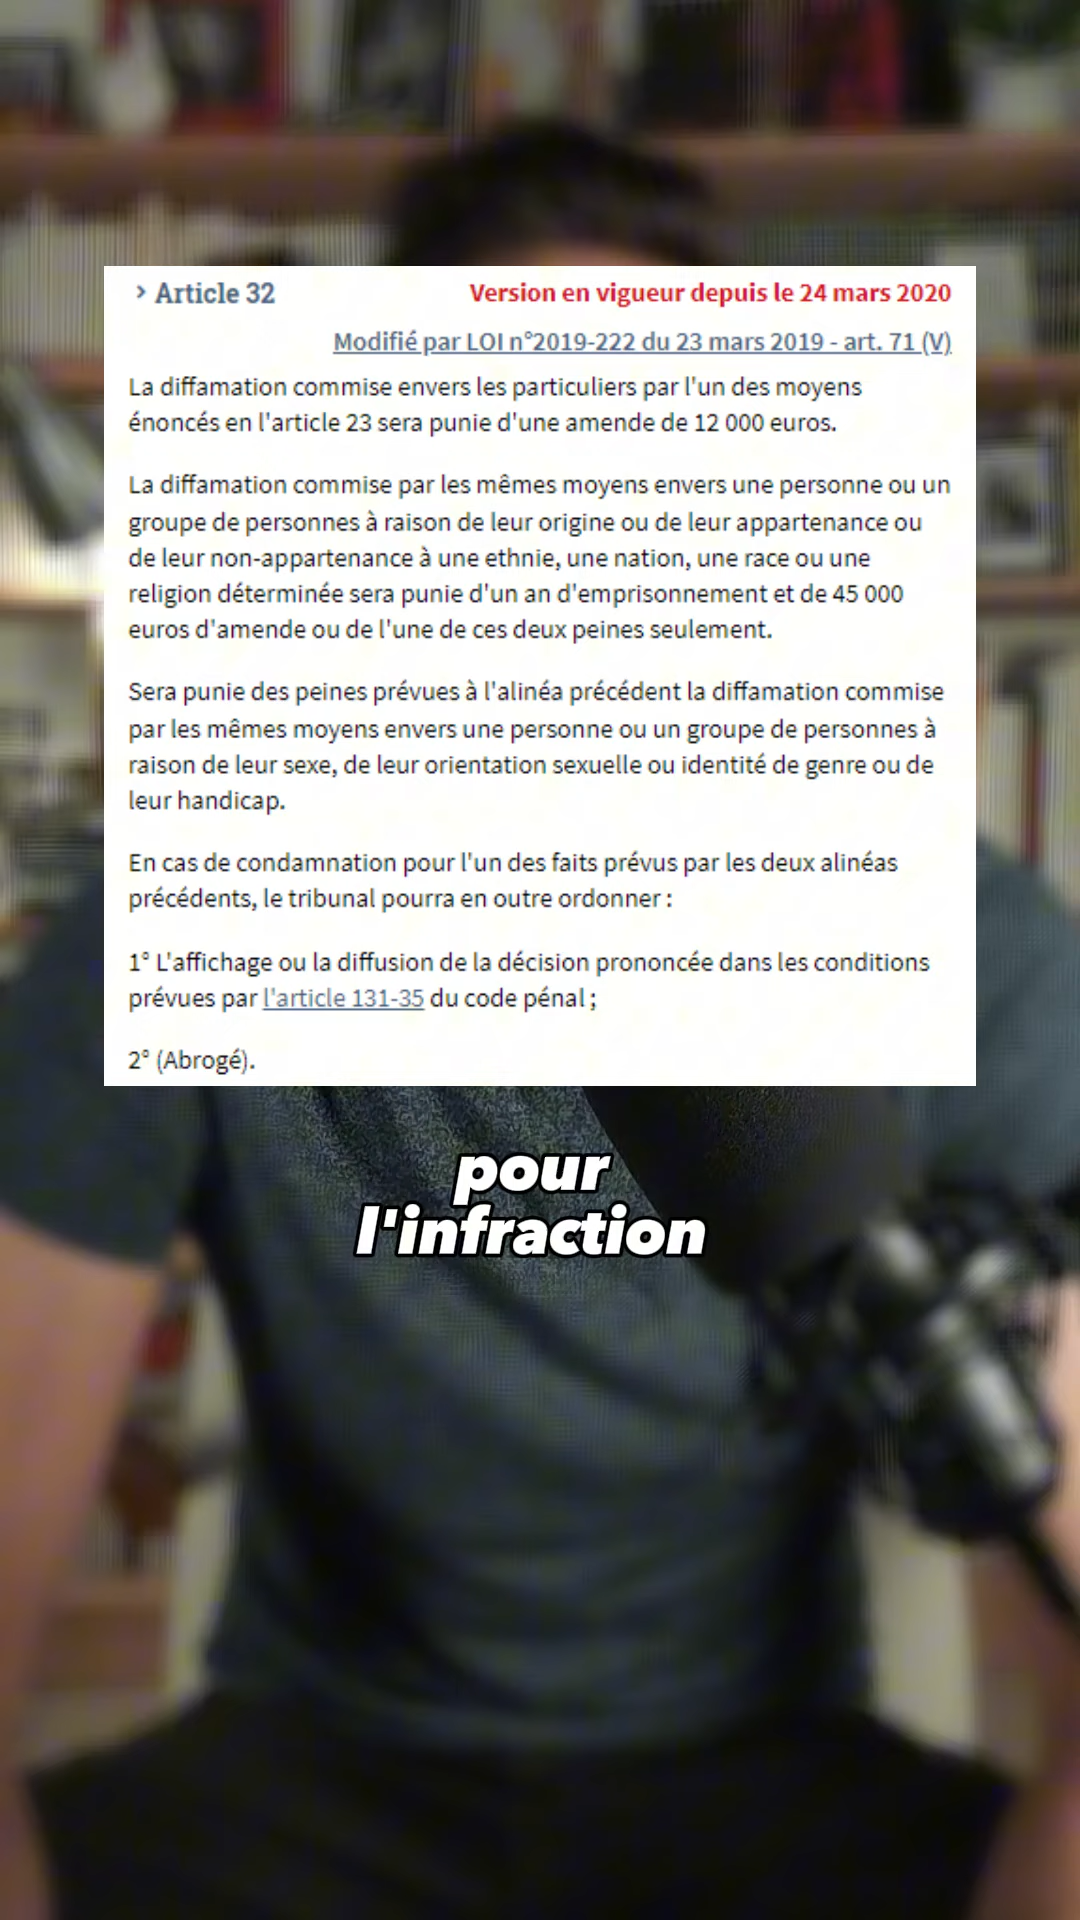 › Article 32
Version en vigueur depuis le 24 mars 2020
Modifié par LOI n°2019-222 du 23 mars 2019 - art. 71 (V)
La diffamation commise envers les particuliers par l'un des moyens
énoncés en l'article 23 sera punie d'une amende de 12 000 euros.
La diffamation commise par les mêmes moyens envers une personne ou un
groupe de personnes à raison de leur origine ou de leur appartenance ou
de leur non-appartenance à une ethnie, une nation, une race ou une
religion déterminée sera punie d'un an d'emprisonnement et de 45 000
euros d'amende ou de l'une de ces deux peines seulement.
Sera punie des peines prévues à l'alinéa précédent la diffamation commise
par les mêmes moyens envers une personne ou un groupe de personnes à
raison de leur sexe, de leur orientation sexuelle ou identité de genre ou de
leur handicap.
En cas de condamnation pour l'un des faits prévus par les deux alinéas
précédents, le tribunal pourra en outre ordonner :
1° L'affichage ou la diffusion de la décision prononcée dans les conditions
prévues par l'article 131-35 du code pénal ;
2° (Abrogé).
pour
l'infraction